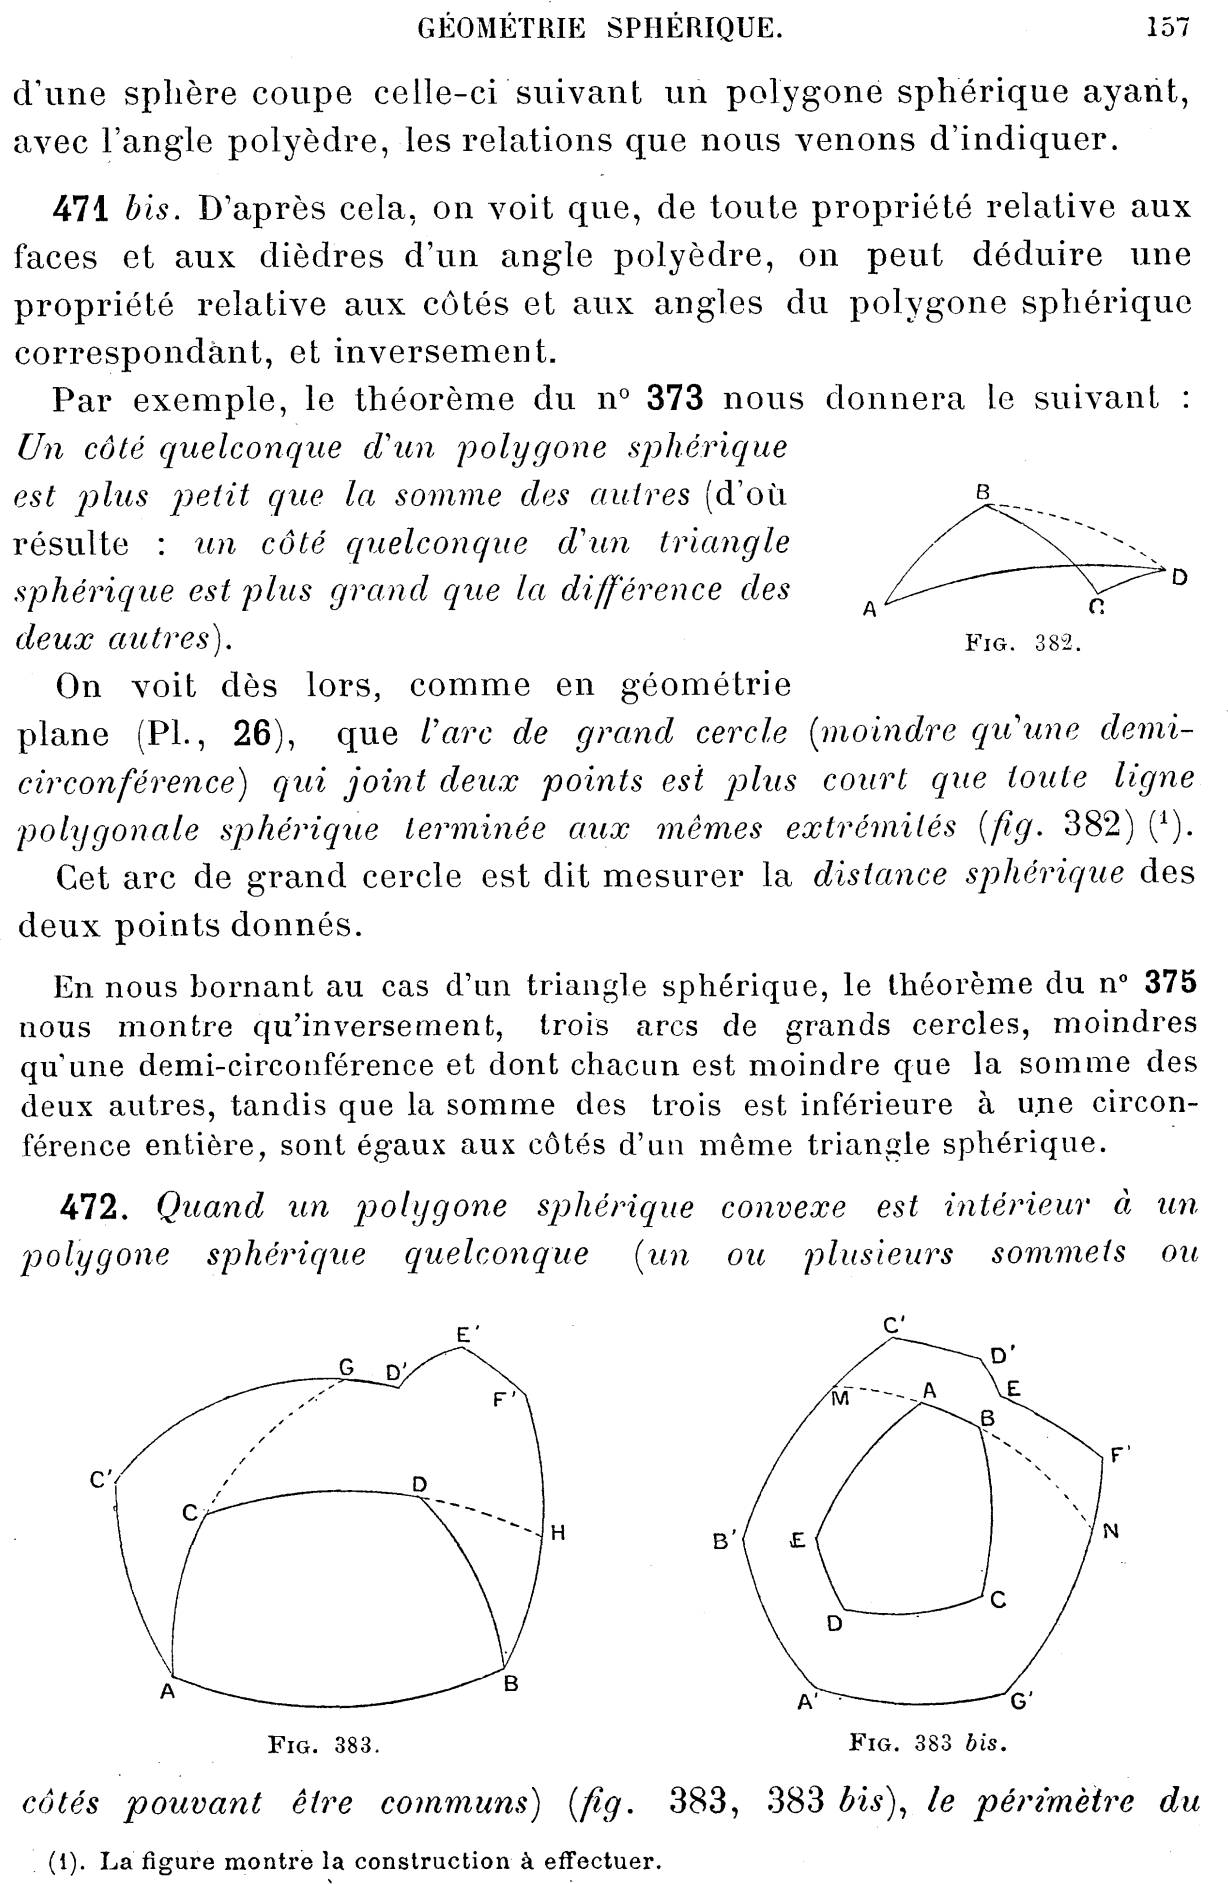 GÉOMÉTRIE SPHÉRIQUE. 157
d'une sphère coupe celle-ci suivant un polygone sphérique ayant,
avec l'angle polyèdre, les relations que nous venons d'indiquer.
471 bis. D'après cela, on voit que, de toute propriété relative aux
faces et aux dièdres d'un angle polyèdre, on peut déduire une
propriété relative aux côtés et aux angles du polygone sphérique
correspondant, et inversement.
Par exemple, le théorème du n° 373 nous donnera le suivant :
Un côté quelconque d'un polygone sphérique
est plus petit que la somme des autres (d'où
résulte : un côté quelconque d'un triangle
sphérique est plus grand que la différence des
deux autres).
B
A
C
D
FIG. 382.
On voit dès lors, comme en géométrie
plane (Pl., 26), que l'arc de grand cercle (moindre qu'une demi-
circonférence) qui joint deux points est plus court que toute ligne
polygonale sphérique terminée aux mêmes extrémités (fig. 382) (¹).
Cet arc de grand cercle est dit mesurer la distance sphérique des
deux points donnés.
En nous bornant au cas d'un triangle sphérique, le théorème du n° 375
nous montre qu'inversement, trois arcs de grands cercles, moindres
qu'une demi-circonférence et dont chacun est moindre que la somme des
deux autres, tandis que la somme des trois est inférieure à une circon-
férence entière, sont égaux aux côtés d'un même triangle sphérique.
472. Quand un polygone sphérique convexe est intérieur à un
polygone sphérique quelconque (un ou plusieurs sommets ou
E'
G
D'
F'
C'
D
C
H
A
B
FIG. 383.
C'
D'
M
A
E
B
F'
B'
E
N
C
D
A'
G'
FIG. 383 bis.
côtés pouvant être communs) (fig. 383, 383 bis), le périmètre du
(1). La figure montre la construction à effectuer.